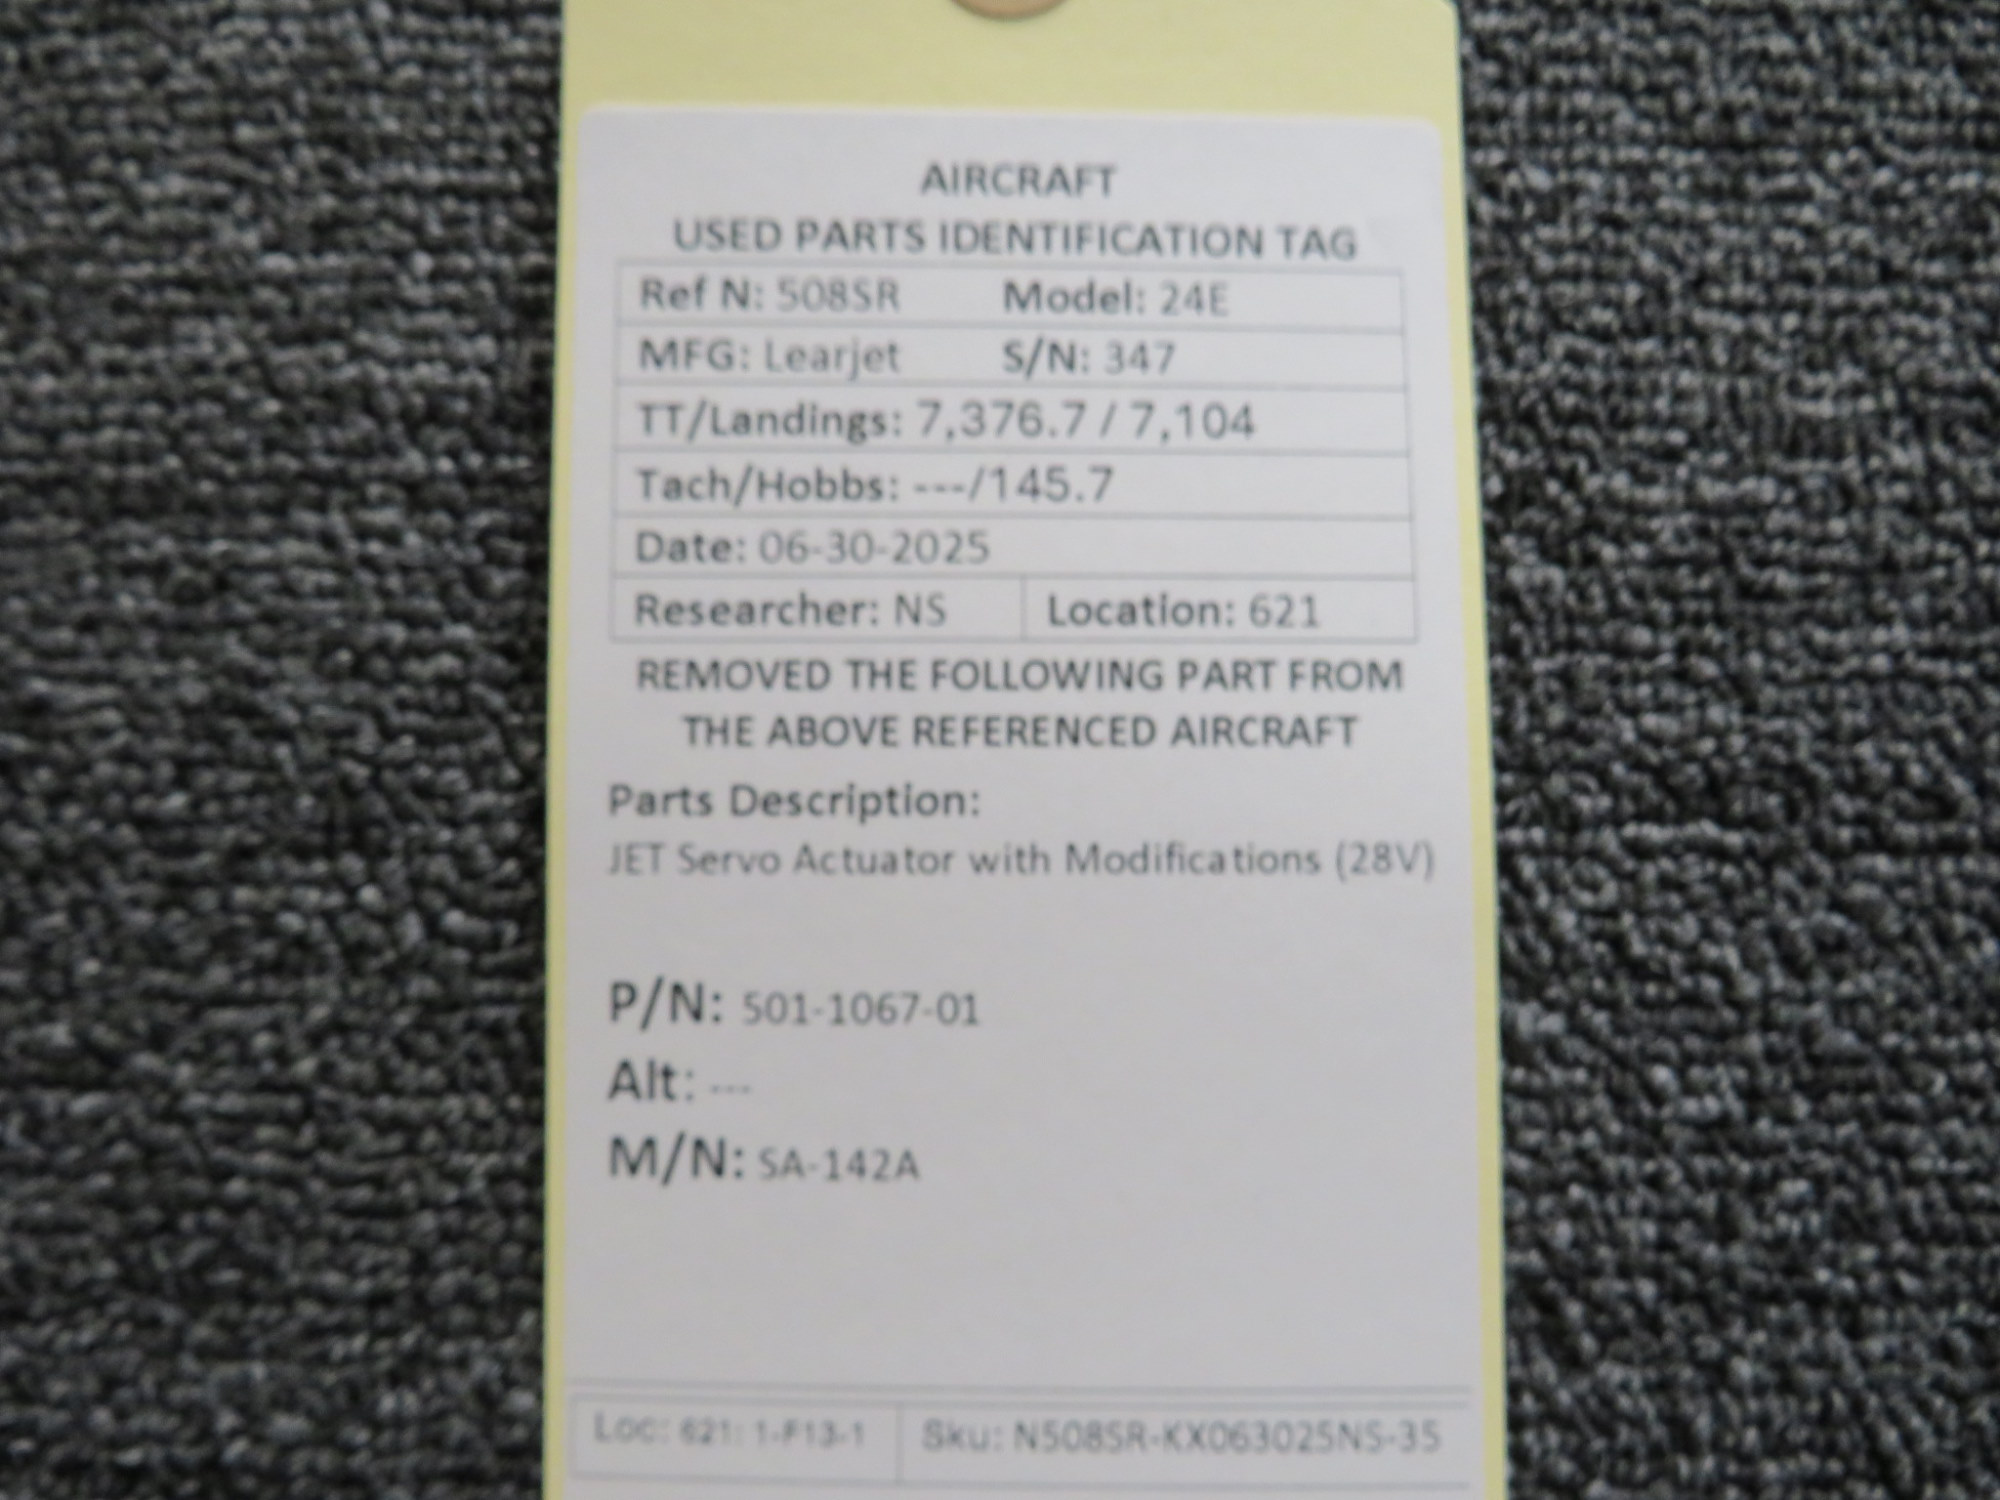 AIRCRAFT
USED PARTS IDENTIFICATION TAG
Ref N: 508SR Model: 24E
MFG: Learjet S/N: 347
TT/Landings: 7,376.7 / 7,104
Tach/Hobbs: ---/145.7
Date: 06-30-2025
Researcher: NS Location: 621
REMOVED THE FOLLOWING PART FROM
THE ABOVE REFERENCED AIRCRAFT
Parts Description:
JET Servo Actuator with Modifications (28V)
P/N: 501-1067-01
Alt: ---
M/N: SA-142A
Loc: 621: 1-F13-1 Sku: N508SR-KX063025NS-35